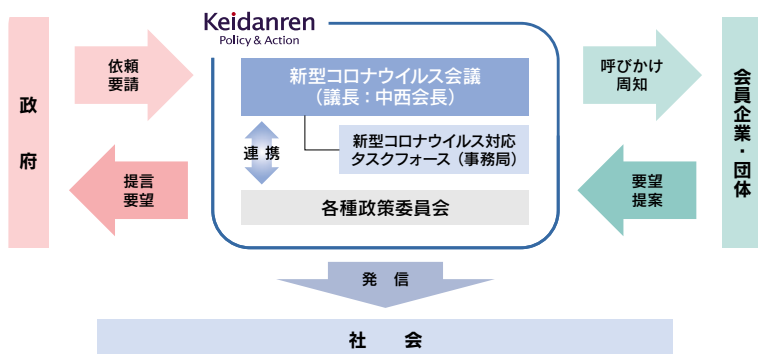 Keidanren
Policy & Action
政府
依頼
要請
提言
要望
新型コロナウイルス会議
（議長：中西会長）
連携
新型コロナウイルス対応
タスクフォース（事務局）
各種政策委員会
呼びかけ
周知
要望
提案
会員企業・団体
発信
社会